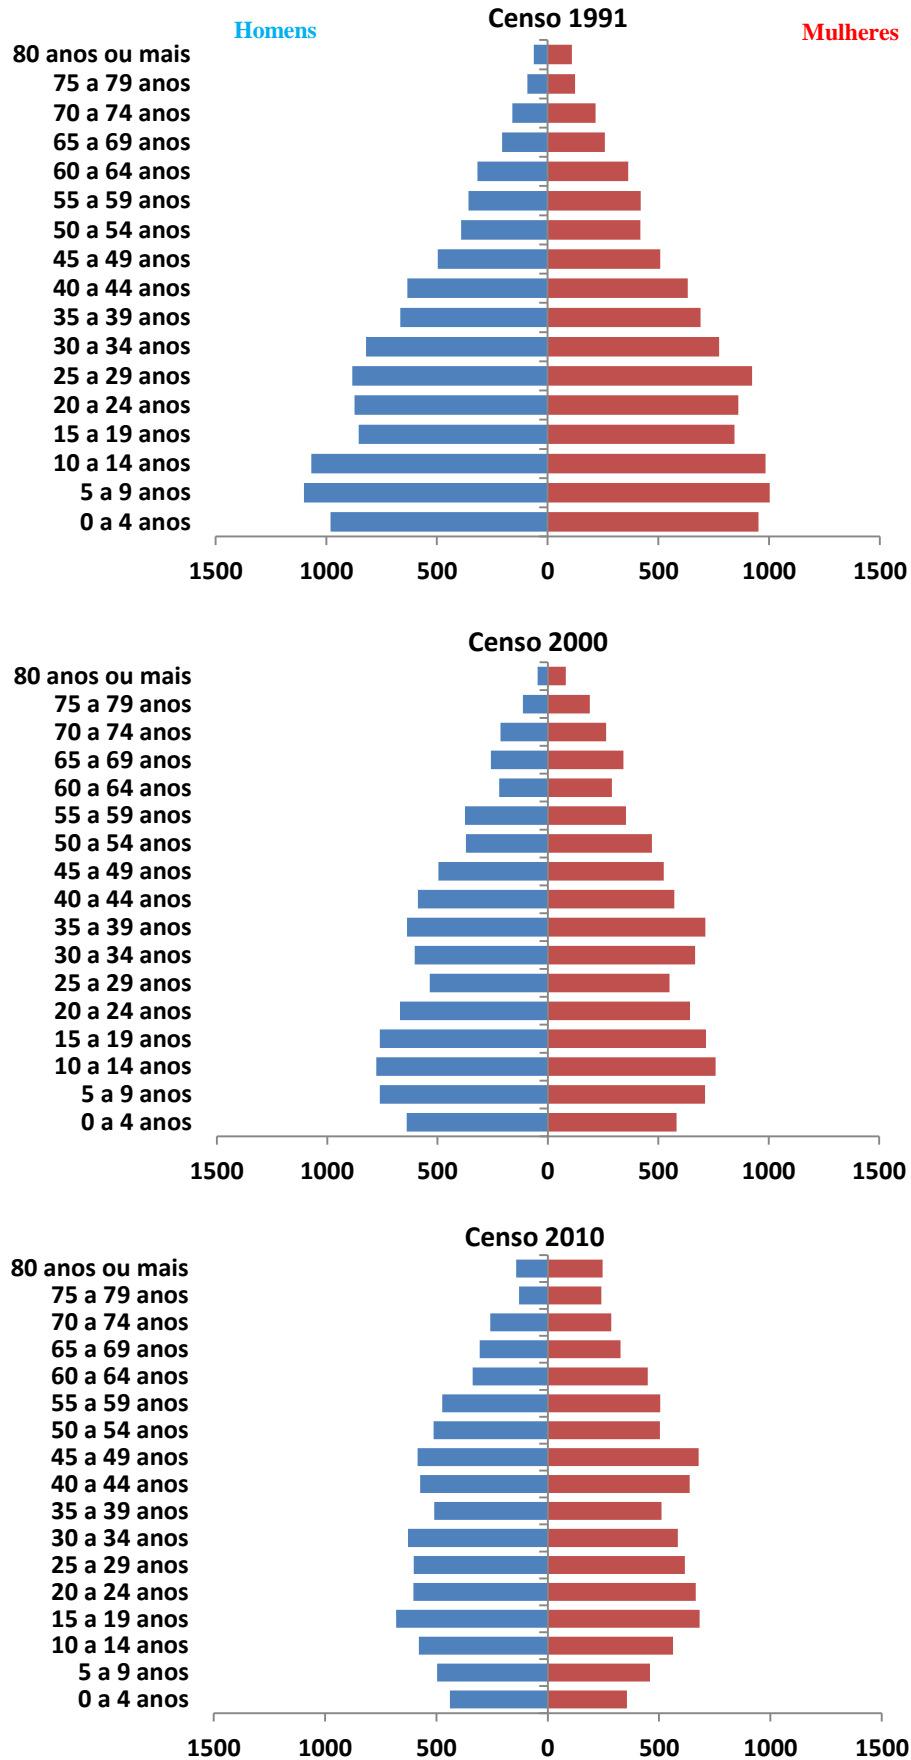 Censo 1991
Homens
Mulheres
80 anos ou mais
75 a 79 anos
70 a 74 anos
65 a 69 anos
60 a 64 anos
55 a 59 anos
50 a 54 anos
45 a 49 anos
40 a 44 anos
35 a 39 anos
30 a 34 anos
25 a 29 anos
20 a 24 anos
15 a 19 anos
10 a 14 anos
5 a 9 anos
0 a 4 anos
1500 1000 500 0 500 1000 1500
Censo 2000
80 anos ou mais
75 a 79 anos
70 a 74 anos
65 a 69 anos
60 a 64 anos
55 a 59 anos
50 a 54 anos
45 a 49 anos
40 a 44 anos
35 a 39 anos
30 a 34 anos
25 a 29 anos
20 a 24 anos
15 a 19 anos
10 a 14 anos
5 a 9 anos
0 a 4 anos
1500 1000 500 0 500 1000 1500
Censo 2010
80 anos ou mais
75 a 79 anos
70 a 74 anos
65 a 69 anos
60 a 64 anos
55 a 59 anos
50 a 54 anos
45 a 49 anos
40 a 44 anos
35 a 39 anos
30 a 34 anos
25 a 29 anos
20 a 24 anos
15 a 19 anos
10 a 14 anos
5 a 9 anos
0 a 4 anos
1500 1000 500 0 500 1000 1500